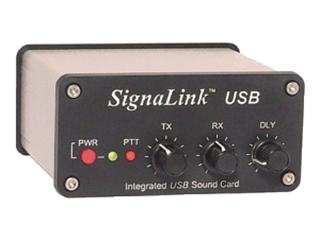 SignaLink™ USB
TX RX DLY
PWR PTT
Integrated USB Sound Card